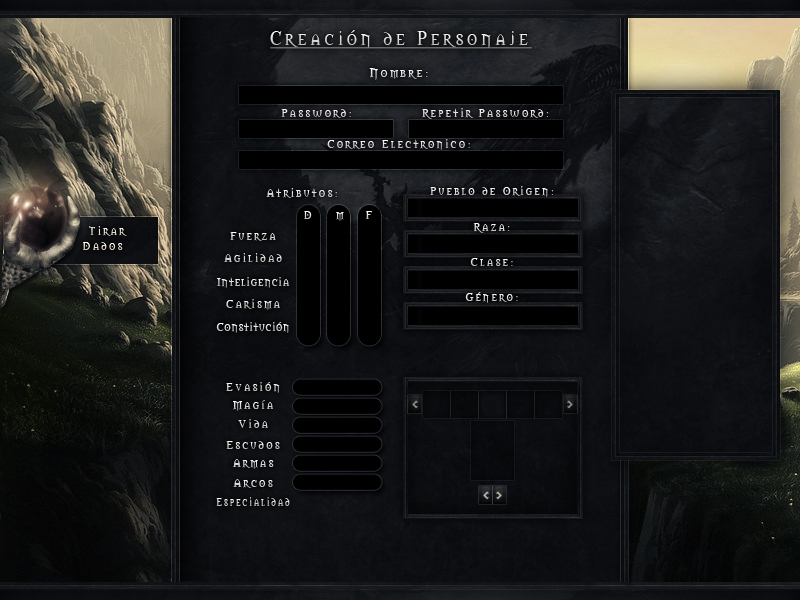 Creación de Personaje
Nombre:
Password:
Repetir Password:
Correo Electronico:
Atributos:
D M F
Fuerza
Agilidad
Inteligencia
Carisma
Constitución
Pueblo de Origen:
Raza:
Clase:
Género:
Tirar
Dados
Evasión
Magía
Vida
Escudos
Armas
Arcos
Especialidad
< >
< >